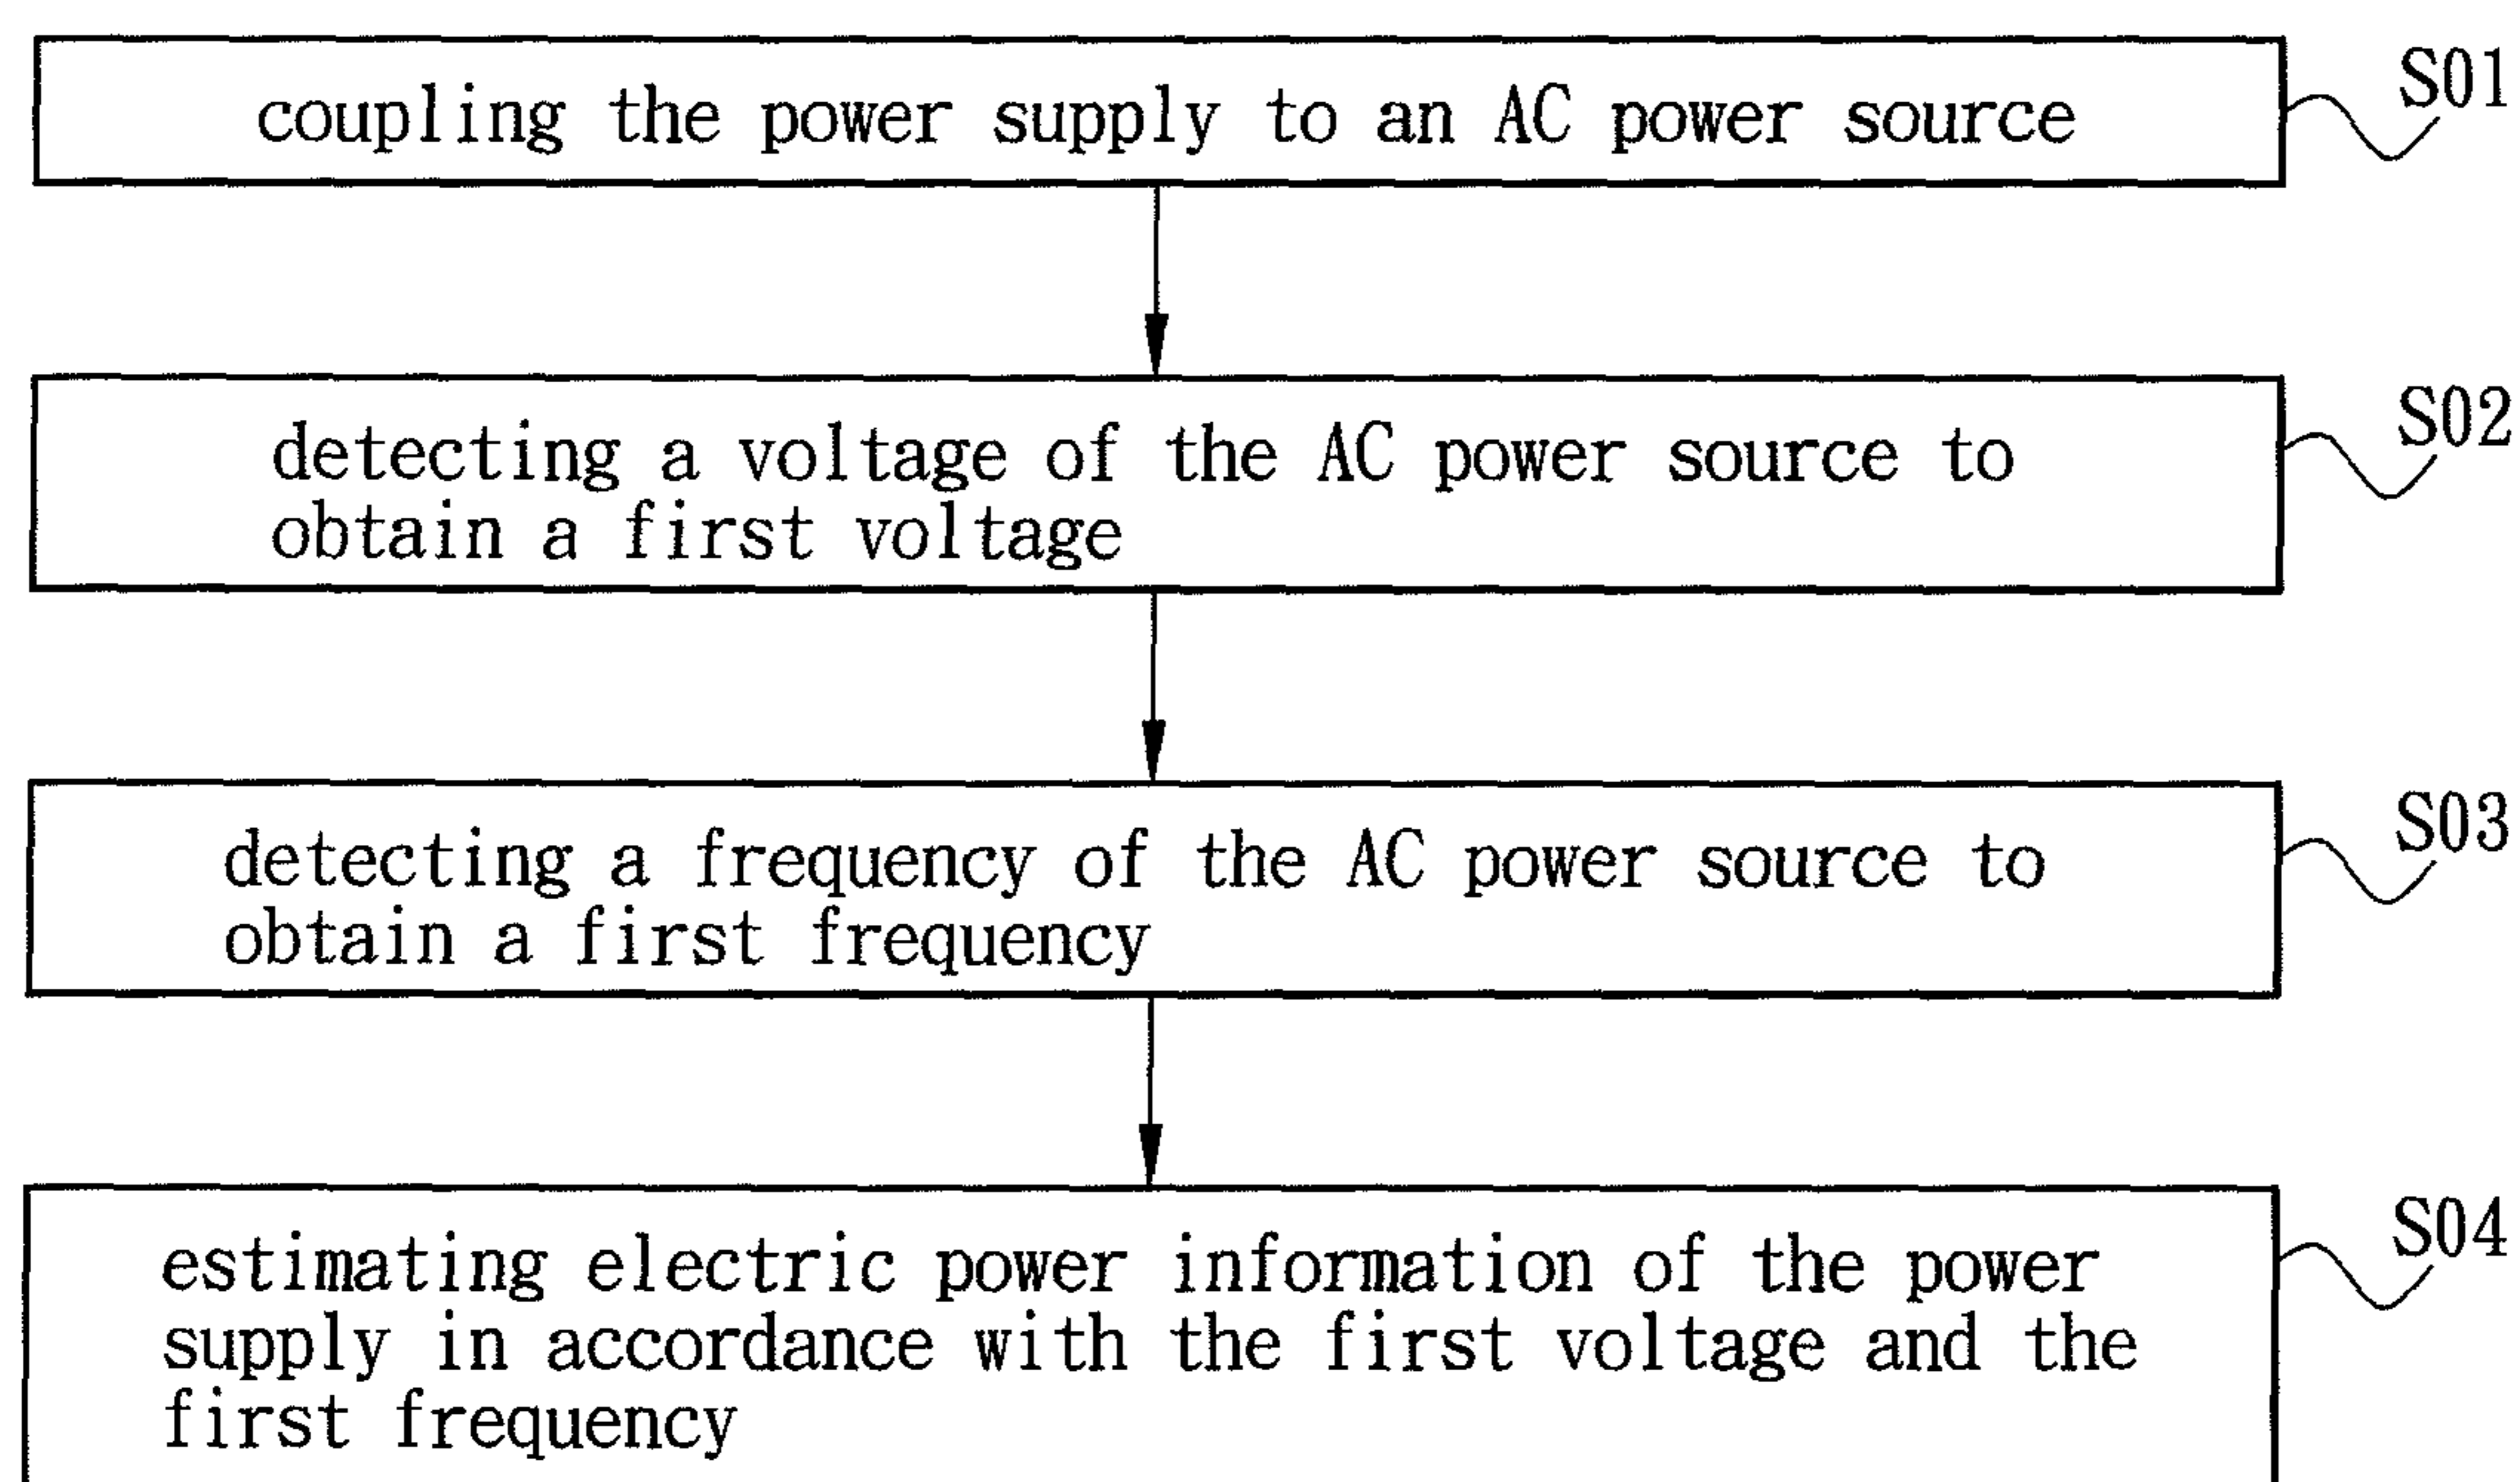 coupling the power supply to an AC power source
S01
detecting a voltage of the AC power source to
obtain a first voltage
S02
detecting a frequency of the AC power source to
obtain a first frequency
S03
estimating electric power information of the power
supply in accordance with the first voltage and the
first frequency
S04